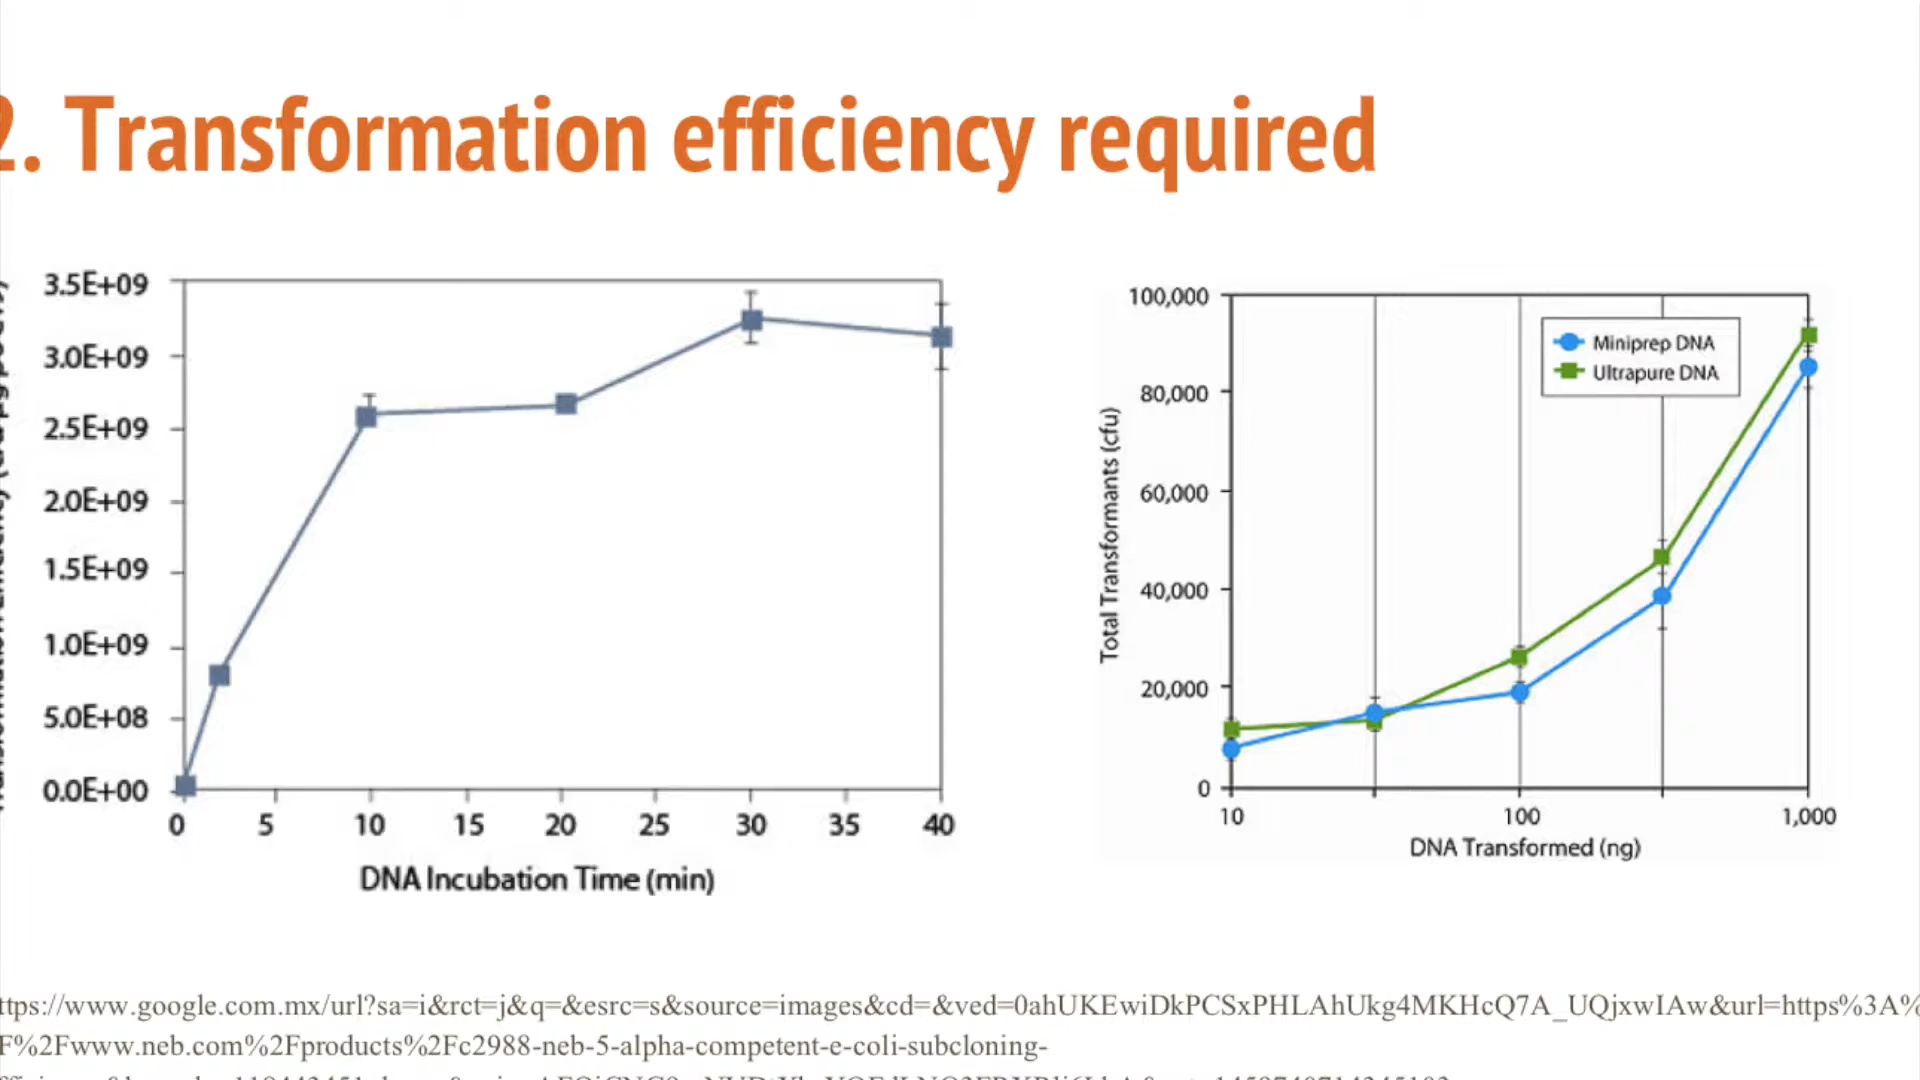 2. Transformation efficiency required
3.5E+09
3.0E+09
2.5E+09
2.0E+09
1.5E+09
1.0E+09
5.0E+08
0.0E+00
0 5 10 15 20 25 30 35 40
DNA Incubation Time (min)
Total Transformants (cfu)
100,000
80,000
60,000
40,000
20,000
0
Miniprep DNA
Ultrapure DNA
10 100 1,000
DNA Transformed (ng)
ttps://www.google.com.mx/url?sa=i&rct=j&q=&esrc=s&source=images&cd=&ved=0ahUKEwiDkPCSxPHLAhUkg4MKHcQ7A_UQjxwIAw&url=https%3A%
F%2Fwww.neb.com%2Fproducts%2Fc2988-neb-5-alpha-competent-e-coli-subcloning-